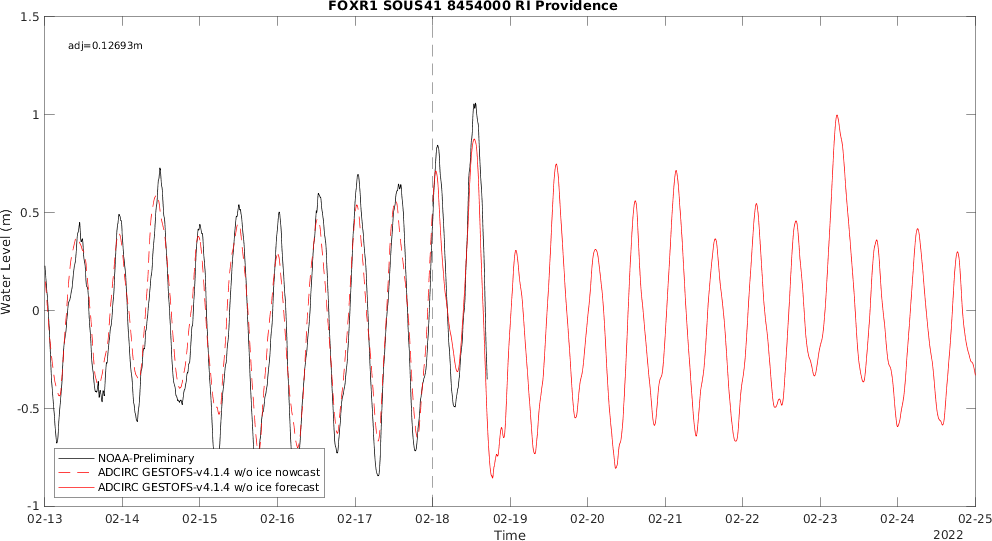 FOXR1 SOUS41 8454000 RI Providence
adj=0.12693m
1.5
1
0.5
0
-0.5
-1
Water Level (m)
NOAA-Preliminary
ADCIRC GESTOFS-v4.1.4 w/o ice nowcast
ADCIRC GESTOFS-v4.1.4 w/o ice forecast
02-13 02-14 02-15 02-16 02-17 02-18 02-19 02-20 02-21 02-22 02-23 02-24 02-25
Time
2022